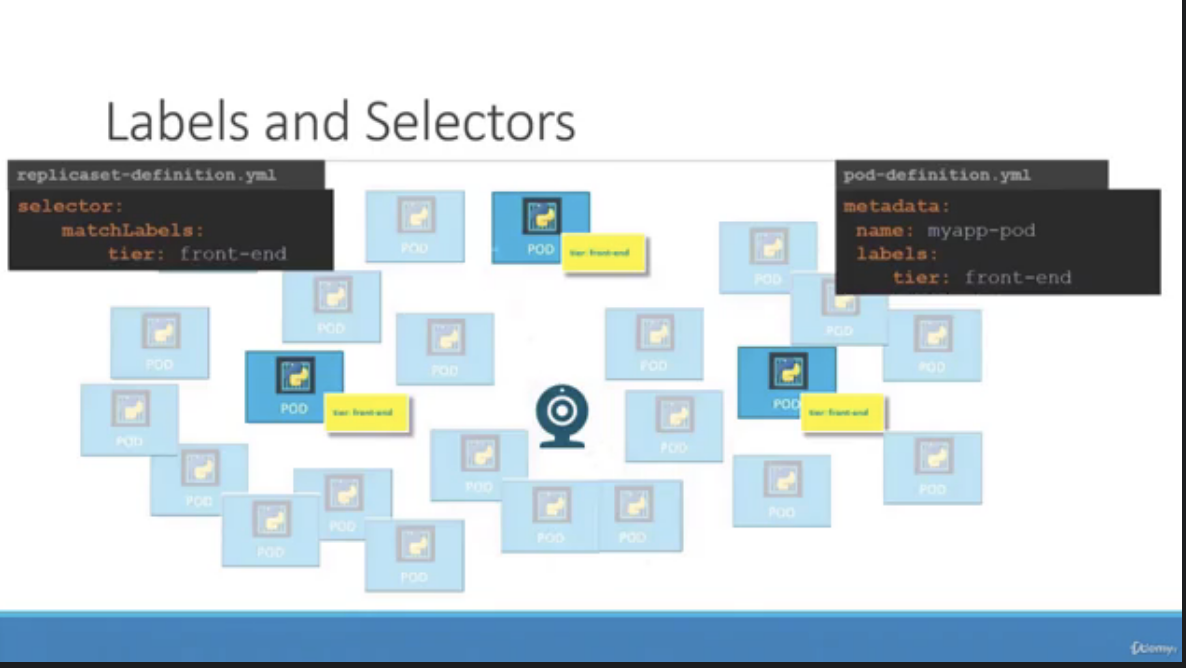 Labels and Selectors
replicaset-definition.yml
selector:
matchLabels:
tier: front-end
pod-definition.yml
metadata:
name: myapp-pod
labels:
tier: front-end
POD
POD
tier: front-end
POD
POD
POD
POD
POD
POD
POD
POD
tier: front-end
POD
tier: front-end
POD
POD
POD
POD
POD
POD
POD
POD
POD
POD
POD
POD
Udemy